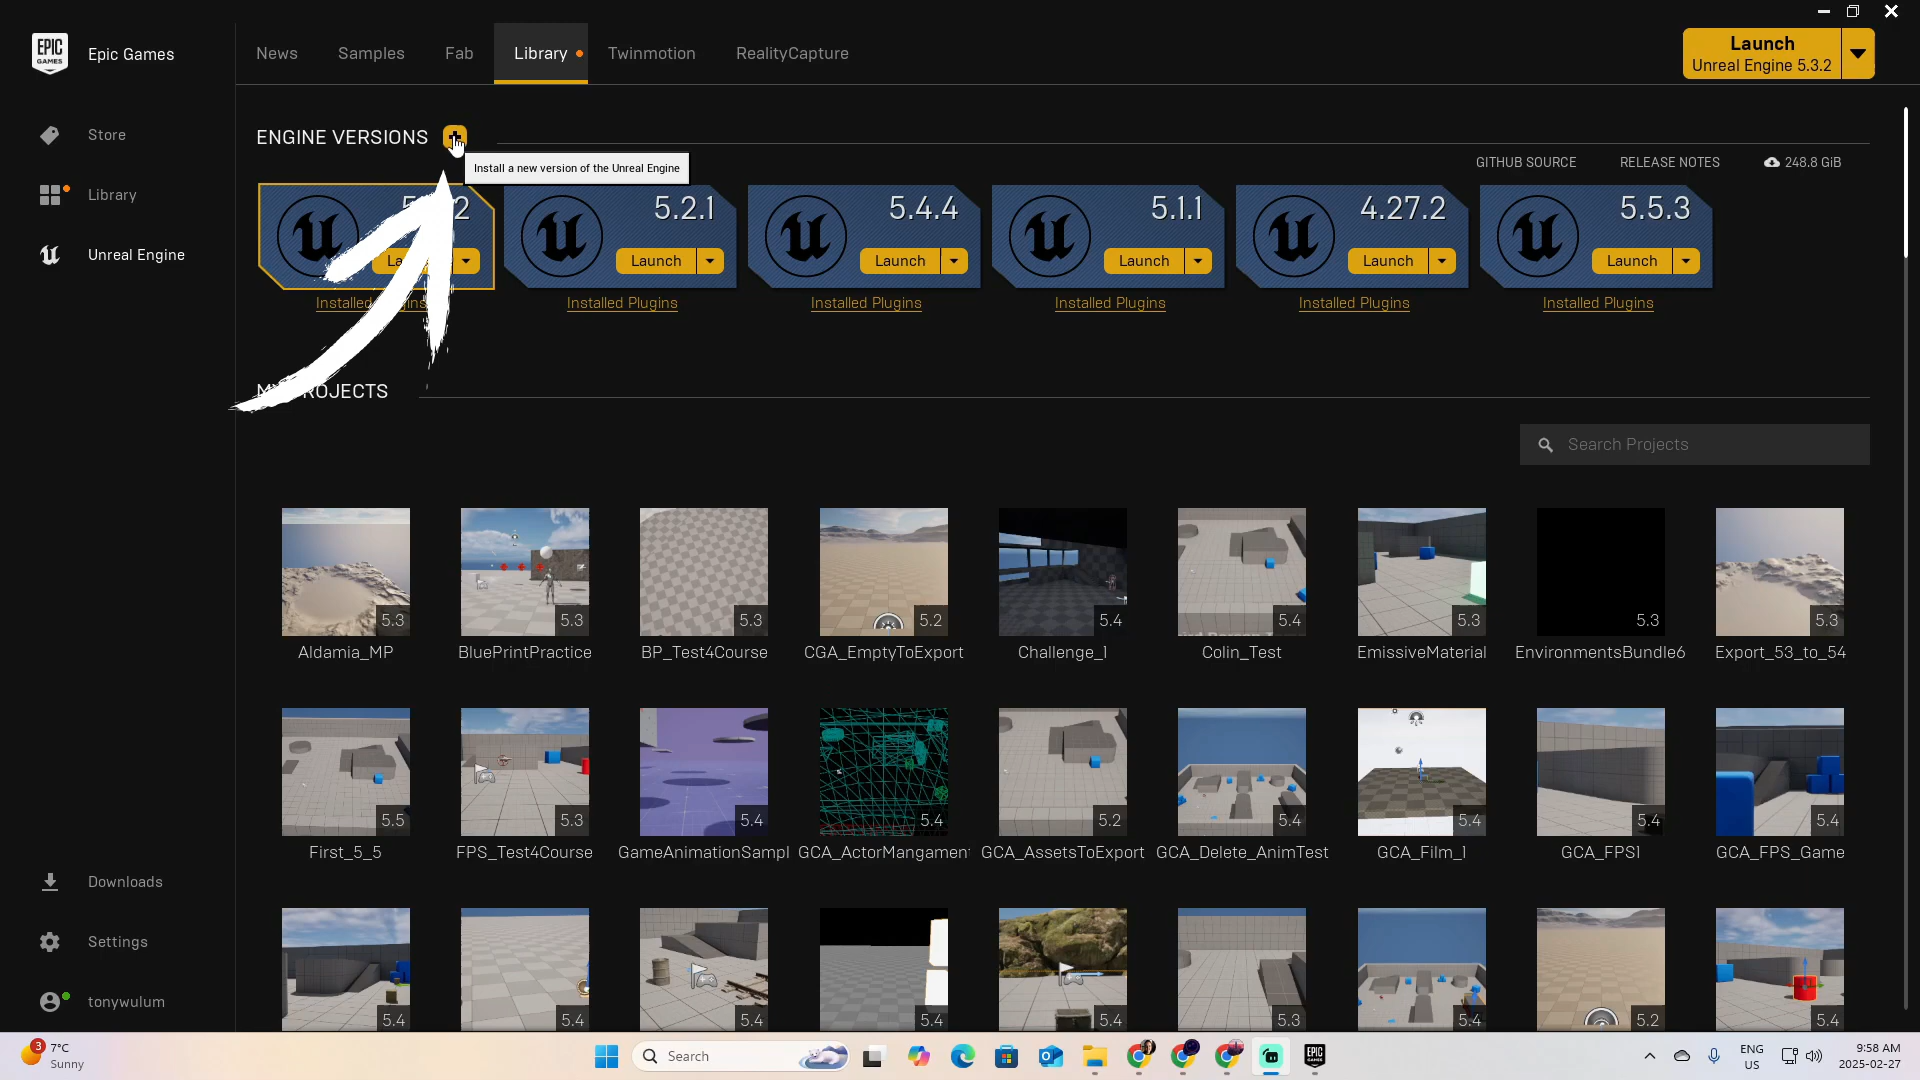 EPIC GAMES
Epic Games
News
Samples
Fab
Library
Twinmotion
RealityCapture
Launch
Unreal Engine 5.3.2
Store
Library
Unreal Engine
ENGINE VERSIONS
Install a new version of the Unreal Engine
GITHUB SOURCE
RELEASE NOTES
248.8 GiB
5.2.1
5.4.4
5.1.1
4.27.2
5.5.3
Launch
Launch
Launch
Launch
Launch
Installed
Installed Plugins
Installed Plugins
Installed Plugins
Installed Plugins
Installed Plugins
Search Projects
5.3
5.3
5.3
5.2
5.4
5.4
5.3
5.3
5.3
Aldamia_MP
BluePrintPractice
BP_Test4Course
CGA_EmptyToExport
Challenge_1
Colin_Test
EmissiveMaterial
EnvironmentsBundle6
Export_53_to_54
5.5
5.3
5.4
5.4
5.2
5.4
5.4
5.4
5.4
First_5_5
FPS_Test4Course
GameAnimationSampl
GCA_ActorMangament
GCA_AssetsToExport
GCA_Delete_AnimTest
GCA_Film_1
GCA_FPS1
GCA_FPS_Game
5.4
5.4
5.4
5.4
5.4
5.3
5.4
5.2
5.4
Downloads
Settings
tonywulum
3
7°C
Sunny
Search
ENG
US
9:58 AM
2025-02-27